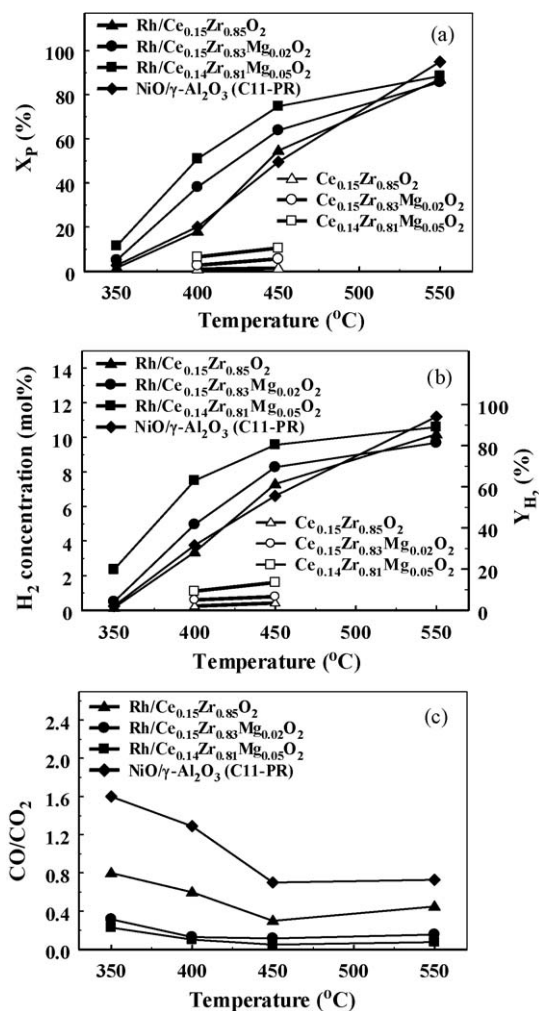 Rh/Ce0.15Zr0.85O2
Rh/Ce0.15Zr0.83Mg0.02O2
Rh/Ce0.14Zr0.81Mg0.05O2
NiO/γ-Al2O3 (C11-PR)
(a)
100
80
60
40
20
0
XP (%)
Ce0.15Zr0.85O2
Ce0.15Zr0.83Mg0.02O2
Ce0.14Zr0.81Mg0.05O2
350 400 450 500 550
Temperature (oC)
Rh/Ce0.15Zr0.85O2
Rh/Ce0.15Zr0.83Mg0.02O2
Rh/Ce0.14Zr0.81Mg0.05O2
NiO/γ-Al2O3 (C11-PR)
(b)
14
12
10
8
6
4
2
0
H2 concentration (mol%)
100
80
60
40
20
0
YH2 (%)
Ce0.15Zr0.85O2
Ce0.15Zr0.83Mg0.02O2
Ce0.14Zr0.81Mg0.05O2
350 400 450 500 550
Temperature (oC)
Rh/Ce0.15Zr0.85O2
Rh/Ce0.15Zr0.83Mg0.02O2
Rh/Ce0.14Zr0.81Mg0.05O2
NiO/γ-Al2O3 (C11-PR)
(c)
2.4
2.0
1.6
1.2
0.8
0.4
0.0
CO/CO2
350 400 450 500 550
Temperature (oC)